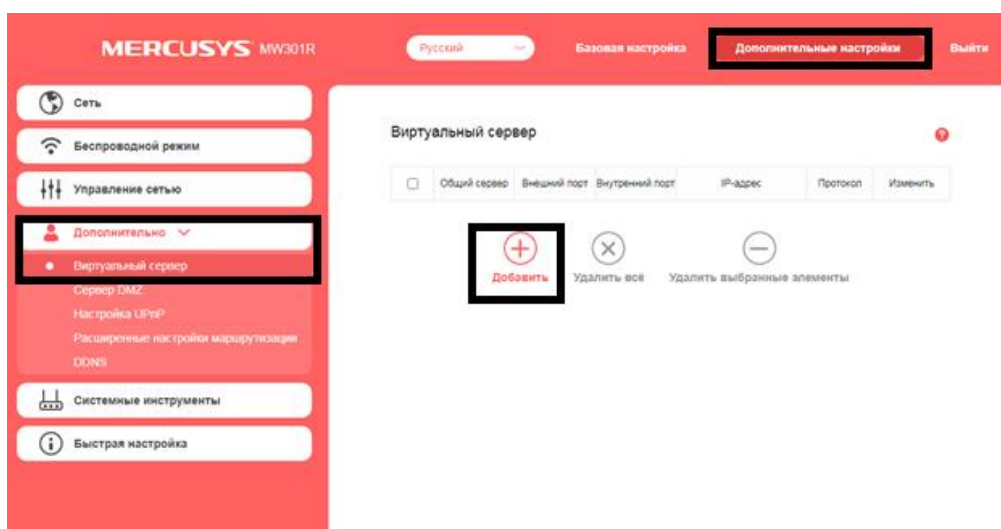 MERCUSYS MW301R
Русский
Базовая настройка
Дополнительные настройки
Выйти
Сеть
Беспроводной режим
Управление сетью
Дополнительно
Виртуальный сервер
Сервер DMZ
Настройка UPnP
Расширенные настройки маршрутизации
DDNS
Системные инструменты
Быстрая настройка
Виртуальный сервер
Общий сервер Внешний порт Внутренний порт IP-адрес Протокол Изменить
Добавить Удалить всё Удалить выбранные элементы